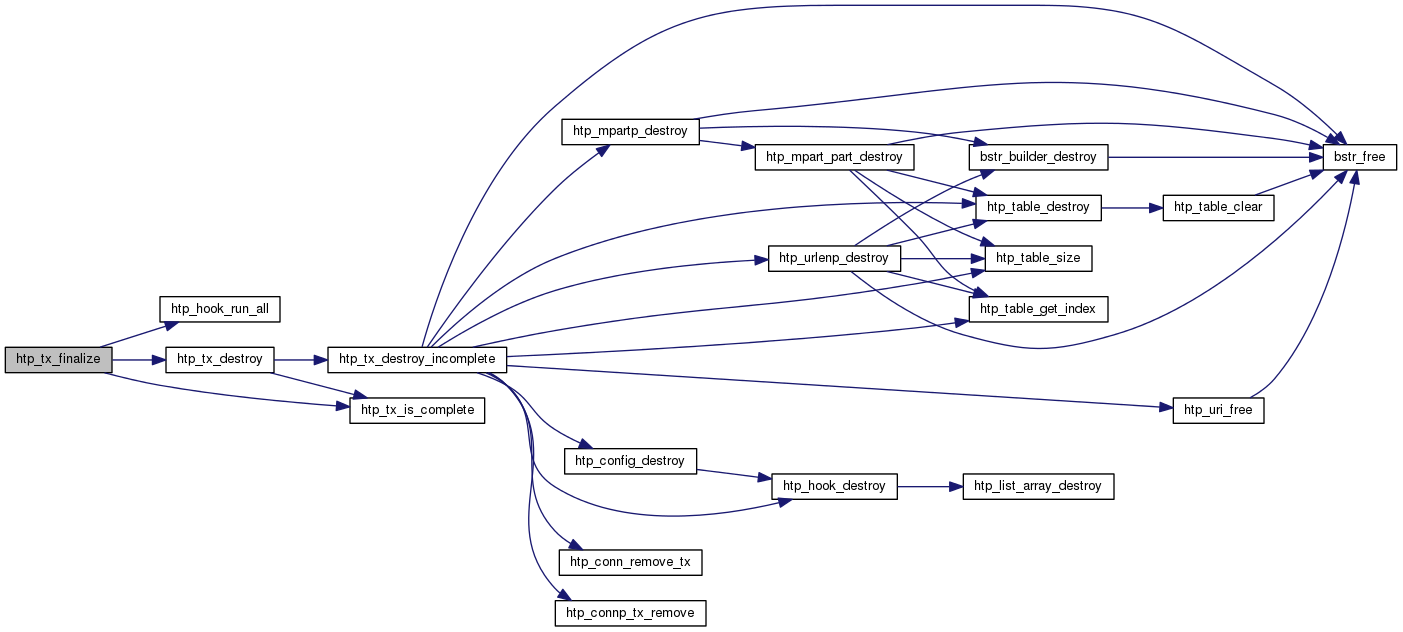 htp_mpartp_destroy
htp_mpart_part_destroy
bstr_builder_destroy
bstr_free
htp_table_destroy
htp_table_clear
htp_urlenp_destroy
htp_table_size
htp_hook_run_all
htp_table_get_index
htp_tx_finalize
htp_tx_destroy
htp_tx_destroy_incomplete
htp_tx_is_complete
htp_uri_free
htp_config_destroy
htp_hook_destroy
htp_list_array_destroy
htp_conn_remove_tx
htp_connp_tx_remove